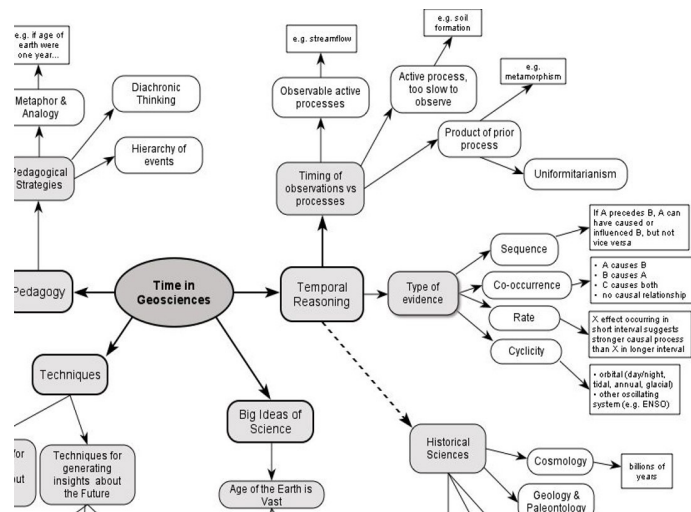 e.g. if age of
earth were
one year...
Metaphor &
Analogy
Diachronic
Thinking
Hierarchy of
events
Pedagogical
Strategies
Pedagogy
Time in
Geosciences
Techniques
Techniques for
generating
insights about
the Future
Big Ideas of
Science
Age of the Earth is
Vast
e.g. streamflow
Observable active
processes
e.g. soil
formation
Active process,
too slow to
observe
e.g.
metamorphism
Product of prior
process
Uniformitarianism
Timing of
observations vs
processes
Temporal
Reasoning
Type of
evidence
Sequence
If A precedes B, A can
have caused or
influenced B, but not
vice versa
Co-occurrence
• A causes B
• B causes A
• C causes both
• no causal relationship
Rate
X effect occurring in
short interval suggests
stronger causal process
than X in longer interval
Cyclicity
• orbital (day/night,
tidal, annual, glacial)
• other oscillating
system (e.g. ENSO)
Historical
Sciences
Cosmology
billions of
years
Geology &
Paleontology